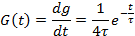 G(t) = dg/dt = 1/4τ e^(-t/τ)